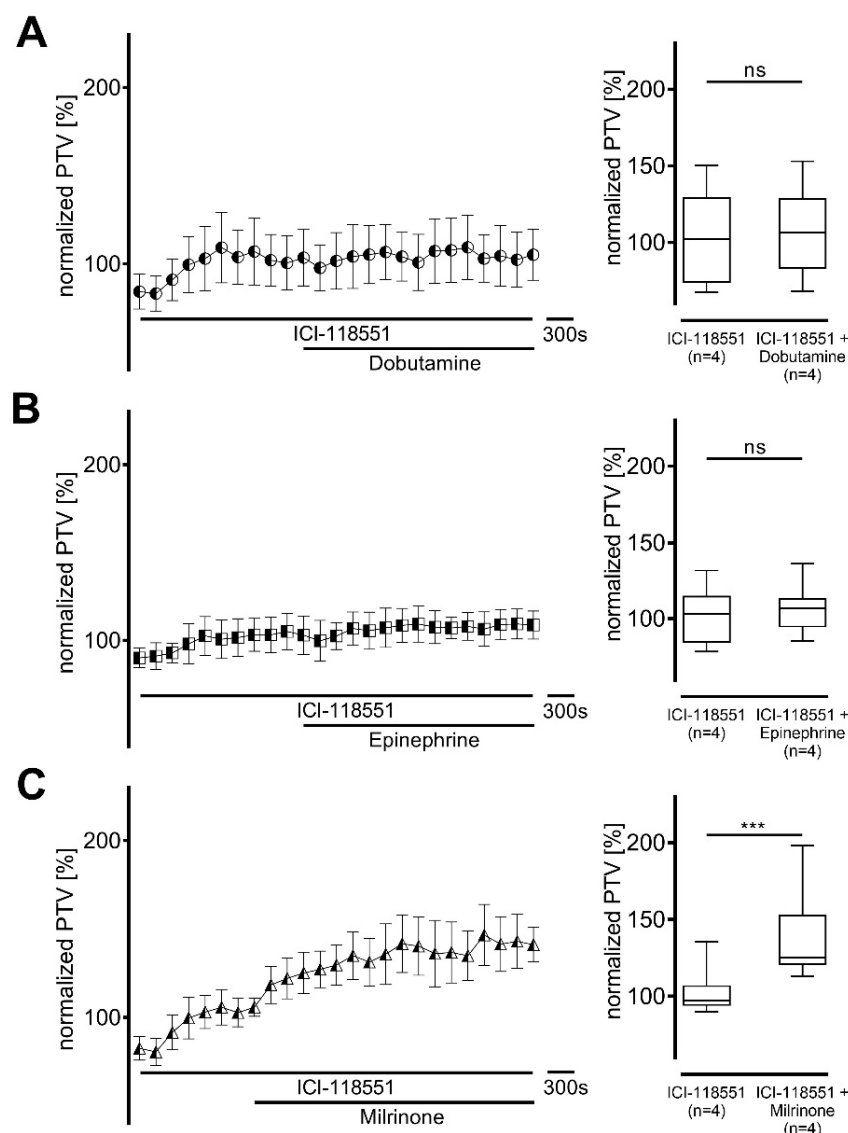 A
normalized PTV [%]
200
100
ICI-118551
300s
Dobutamine
normalized PTV [%]
200
150
100
ns
ICI-118551
(n=4)
ICI-118551 +
Dobutamine
(n=4)
B
normalized PTV [%]
200
100
ICI-118551
300s
Epinephrine
normalized PTV [%]
200
150
100
ns
ICI-118551
(n=4)
ICI-118551 +
Epinephrine
(n=4)
C
normalized PTV [%]
200
100
ICI-118551
300s
Milrinone
normalized PTV [%]
200
150
100
***
ICI-118551
(n=4)
ICI-118551 +
Milrinone
(n=4)